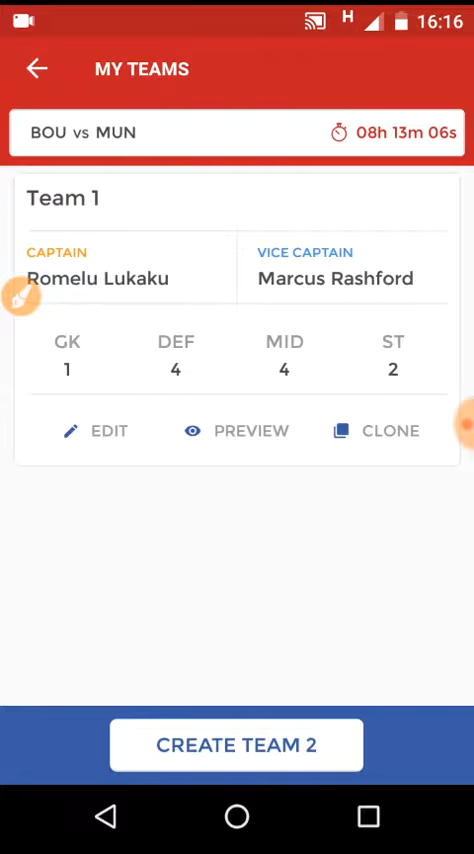 H 16:16
MY TEAMS
BOU vs MUN 08h 13m 06s
Team 1
CAPTAIN VICE CAPTAIN
Romelu Lukaku Marcus Rashford
GK DEF MID ST
1 4 4 2
EDIT PREVIEW CLONE
CREATE TEAM 2